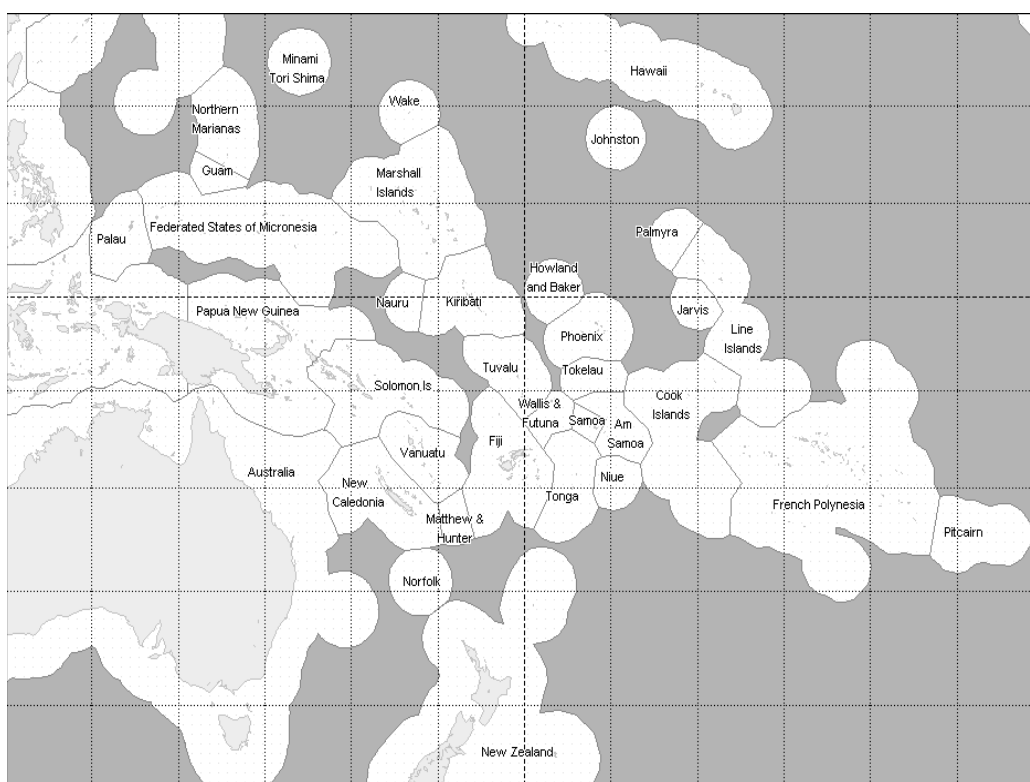 Minami
Tori Shima
Hawaii
Wake
Northern
Marianas
Johnston
Guam
Marshall
Islands
Federated States of Micronesia
Palau
Palmyra
Howland
and Baker
Nauru
Kiribati
Jarvis
Papua New Guinea
Phoenix
Line
Islands
Tuvalu
Tokelau
Solomon Is
Cook
Islands
Wallis &
Futuna
Samoa
Am
Samoa
Fiji
Vanuatu
Australia
Niue
New
Caledonia
Tonga
French Polynesia
Matthew &
Hunter
Pitcairn
Norfolk
New Zealand